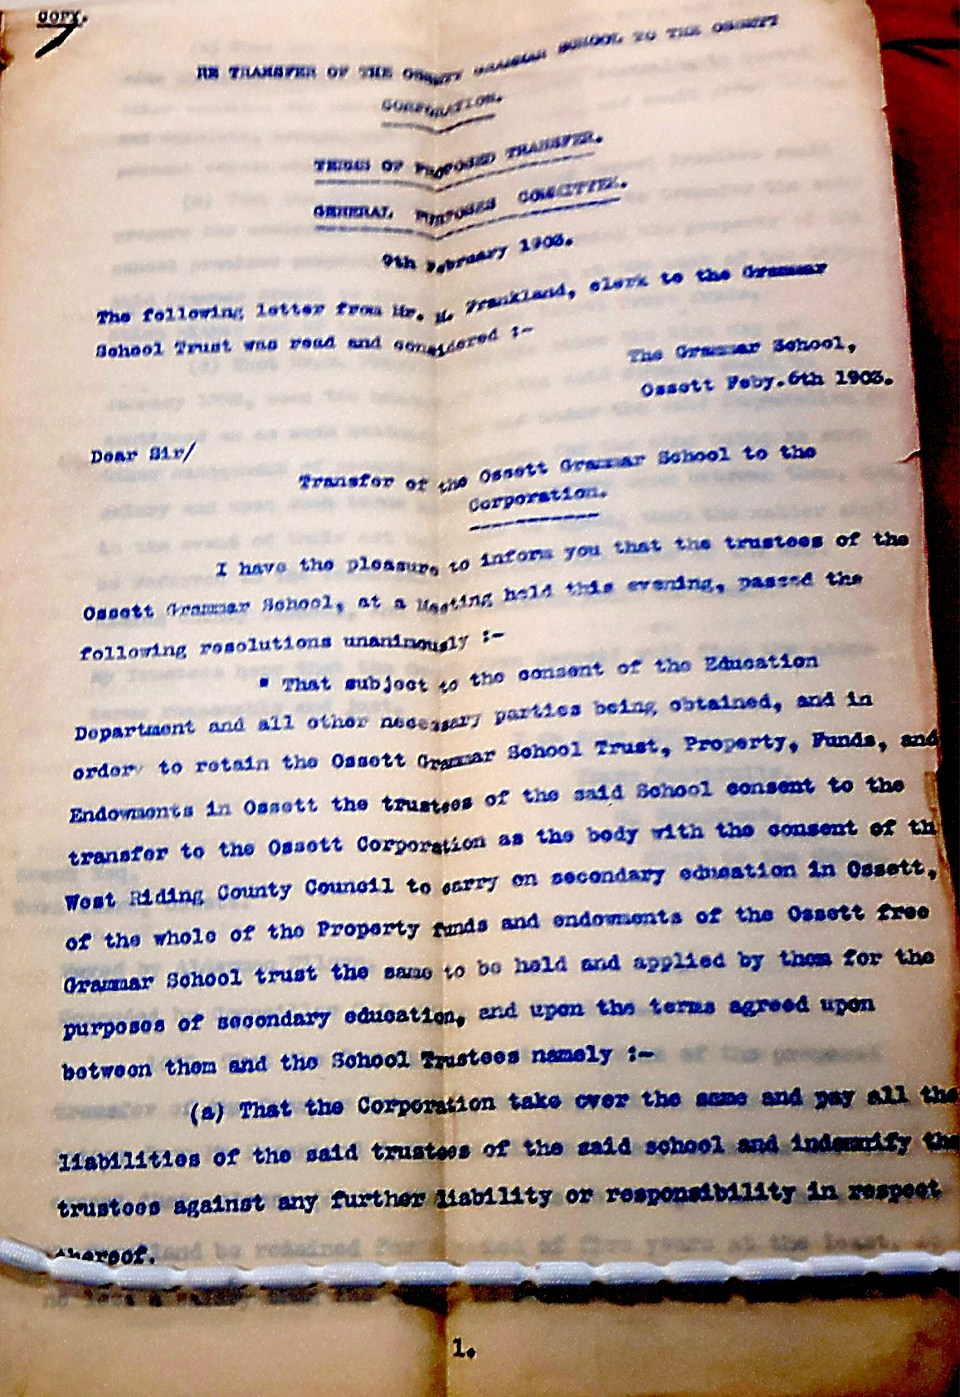 COPY.
RE TRANSFER OF THE OSSETT GRAMMAR SCHOOL TO THE OSSETT
CORPORATION.
TERMS OF PROPOSED TRANSFER.
GENERAL PURPOSES COMMITTEE.
9th February 1903.
The following letter from Mr. M. Frankland, clerk to the Grammar
School Trust was read and considered :-
The Grammar School,
Ossett Feby.6th 1903.
Dear Sir/
Transfer of the Ossett Grammar School to the
Corporation.
I have the pleasure to inform you that the trustees of the
Ossett Grammar School, at a Meeting held this evening, passed the
following resolutions unanimously :-
" That subject to the consent of the Education
Department and all other necessary parties being obtained, and in
order to retain the Ossett Grammar School Trust, Property, Funds, and
Endowments in Ossett the trustees of the said School consent to the
transfer to the Ossett Corporation as the body with the consent of th
West Riding County Council to carry on secondary education in Ossett,
of the whole of the Property funds and endowments of the Ossett free
Grammar School trust the same to be held and applied by them for the
purposes of secondary education, and upon the terms agreed upon
between them and the School Trustees namely :-
(a) That the Corporation take over the same and pay all the
liabilities of the said trustees of the said school and indemnify the
trustees against any further liability or responsibility in respect
thereof.
1.